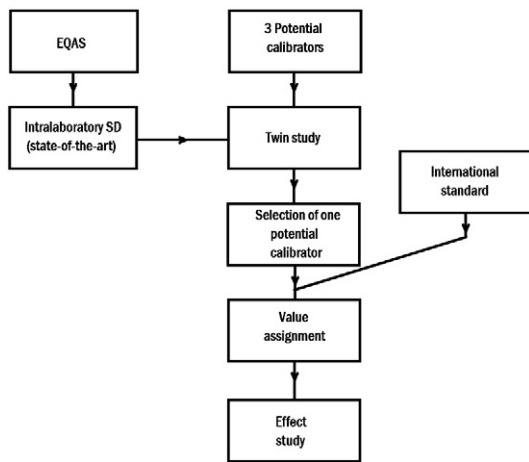 EQAS
3 Potential
calibrators
Intralaboratory SD
(state-of-the-art)
Twin study
International
standard
Selection of one
potential
calibrator
Value
assignment
Effect
study